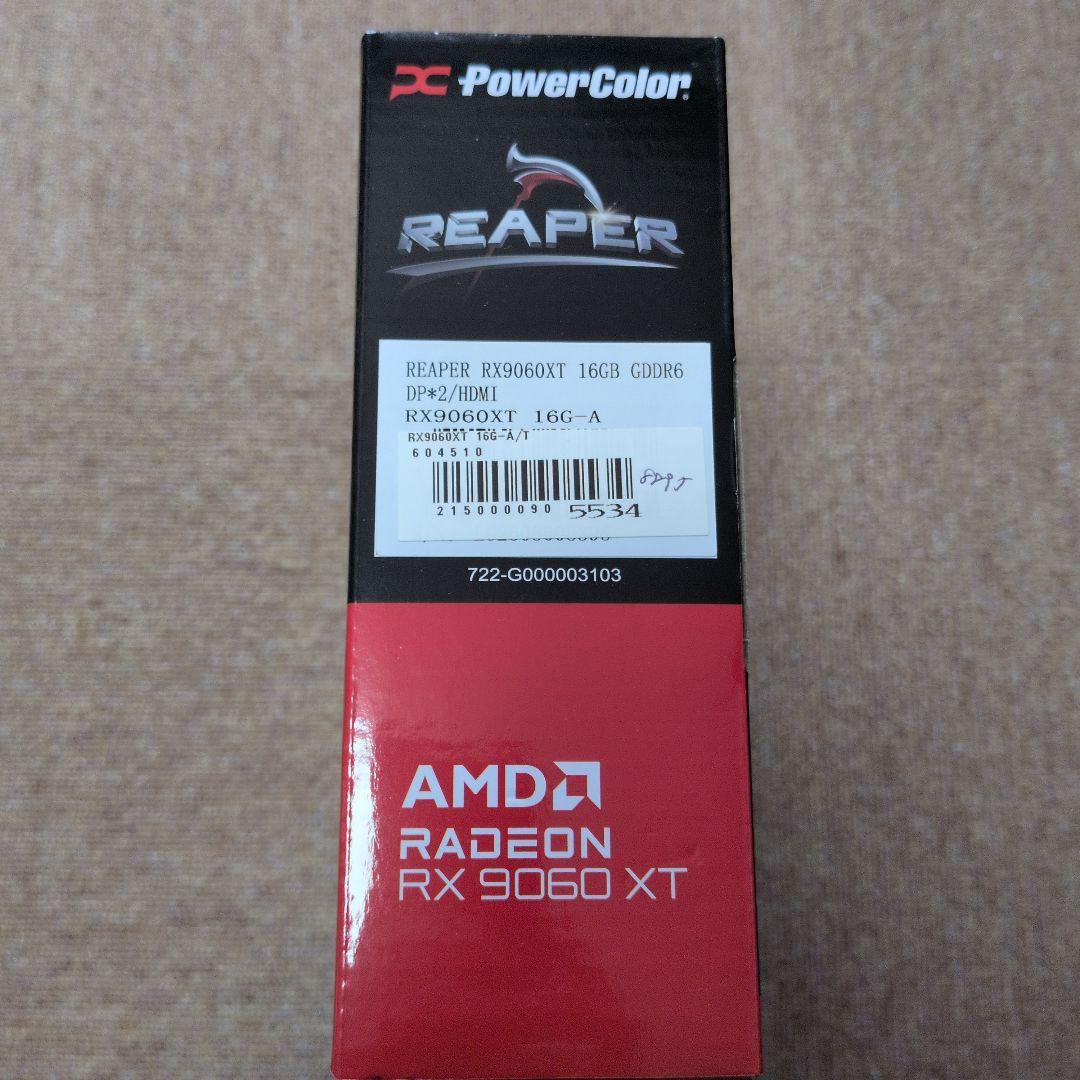 PowerColor®
REAPER
REAPER RX9060XT 16GB GDDR6
DP*2/HDMI
RX9060XT 16G-A
RX9060XT 16G-A/T
604510
215000090 5534
722-G000003103
AMD
RADEON
RX 9060 XT